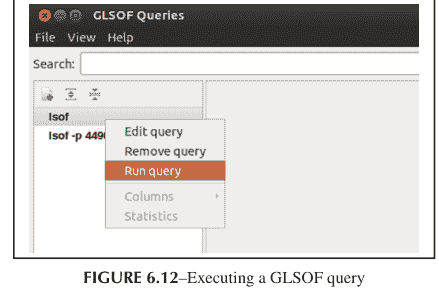 GLSOF Queries
File View Help
Search:
lsof
lsof -p 449
Edit query
Remove query
Run query
Columns
Statistics
FIGURE 6.12–Executing a GLSOF query